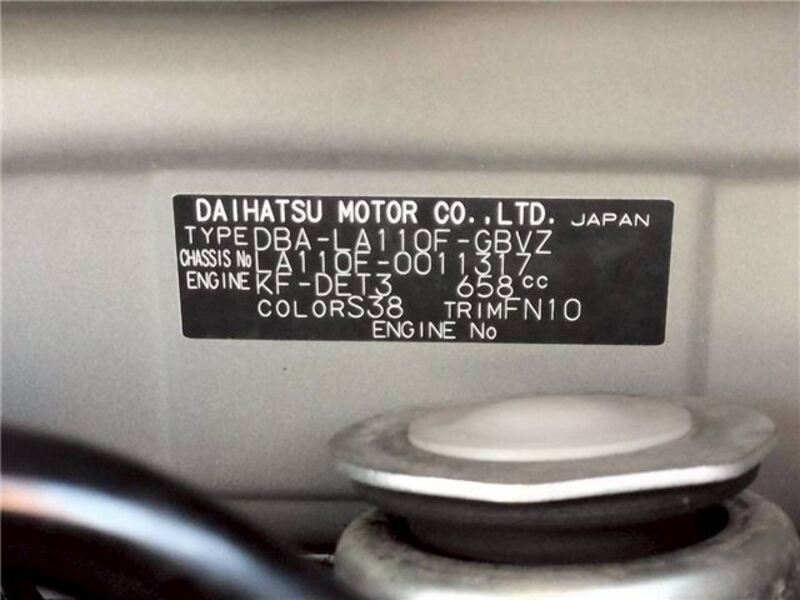 DAIHATSU MOTOR CO.,LTD. JAPAN
TYPE DBA-LA110F-GBVZ
CHASSIS No LA110F-0011317
ENGINE KF-DET3 658cc
COLOR S38 TRIM FN10
ENGINE No